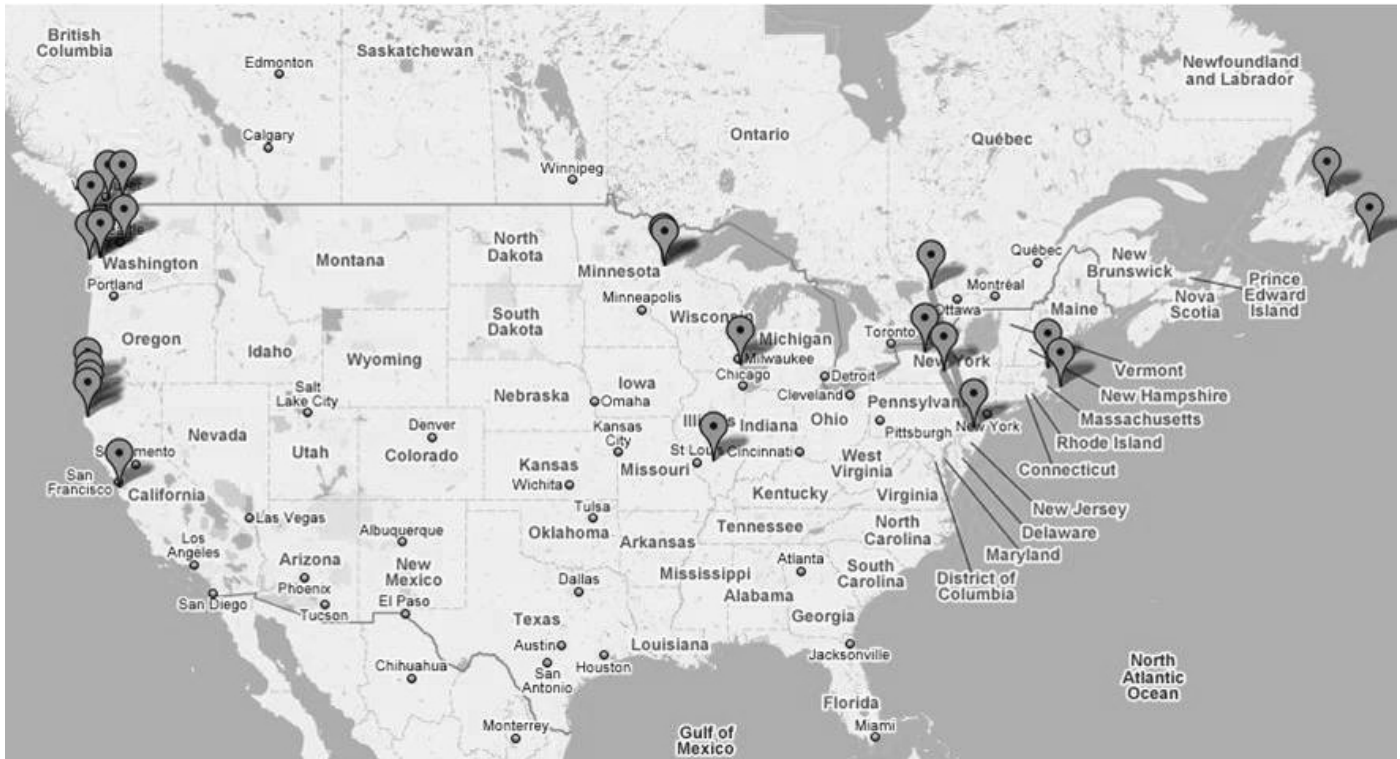 British
Columbia
Saskatchewan
Edmonton
Newfoundland
and Labrador
Calgary
Ontario
Québec
Winnipeg
Washington
Montana
North
Dakota
Minnesota
Québec
New
Brunswick
Prince
Edward
Island
Portland
Minneapolis
Montréal
Ottawa
Maine
Nova
Scotia
South
Dakota
Wisconsin
Michigan
Toronto
Oregon
Idaho
Wyoming
Milwaukee
New York
Vermont
Chicago
Detroit
Iowa
Salt
Lake City
Nebraska
Omaha
Cleveland
Ohio
New Hampshire
Massachusetts
Indiana
Pittsburgh
New York
Rhode Island
Nevada
Denver
Kansas
City
Utah
Colorado
Cincinnati
West
Virginia
Connecticut
San
Francisco
California
Kansas
Missouri
Wichita
Kentucky
Virginia
New Jersey
Las Vegas
Tulsa
Albuquerque
Oklahoma
Tennessee
North
Carolina
Delaware
Los
Angeles
Arkansas
Maryland
Arizona
New
Mexico
Atlanta
South
Carolina
Phoenix
Dallas
Mississippi
Alabama
District of
Columbia
San Diego
Tucson
El Paso
Georgia
Texas
Austin
Louisiana
Houston
Jacksonville
Chihuahua
San
Antonio
North
Atlantic
Ocean
Florida
Monterrey
Gulf of
Mexico
Miami